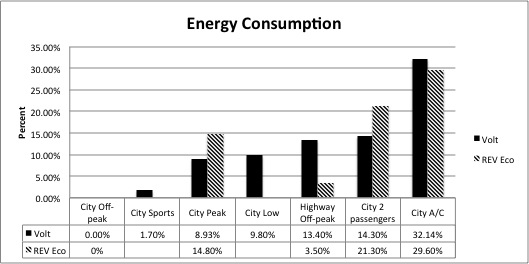 Energy Consumption
35.00%
30.00%
25.00%
20.00%
15.00%
10.00%
5.00%
0.00%
Percent
Volt
REV Eco
City Off-
peak
City Sports
City Peak
City Low
Highway
Off-peak
City 2
passengers
City A/C
Volt 0.00% 1.70% 8.93% 9.80% 13.40% 14.30% 32.14%
REV Eco 0% 14.80% 3.50% 21.30% 29.60%